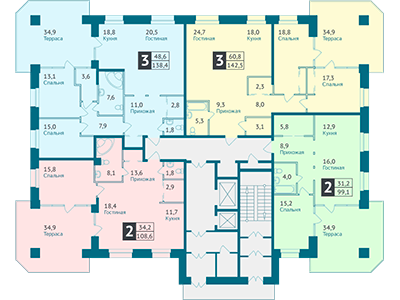 34,9
Терраса
18,8
Кухня
20,5
Гостиная
3
48,6
138,4
13,1
Спальня
3,6
7,6
11,0
Прихожая
2,8
1,8
15,0
Спальня
7,9
24,7
Гостиная
18,0
Кухня
18,8
Спальня
34,9
Терраса
3
60,8
142,5
17,3
Спальня
9,3
Прихожая
8,0
5,3
3,1
15,8
Спальня
8,1
13,6
Прихожая
1,8
2,9
18,4
Гостиная
11,7
Кухня
34,9
Терраса
2
34,2
108,6
5,8
12,9
Кухня
8,9
Прихожая
16,0
Гостиная
4,0
2
31,2
99,1
15,2
Спальня
34,9
Терраса